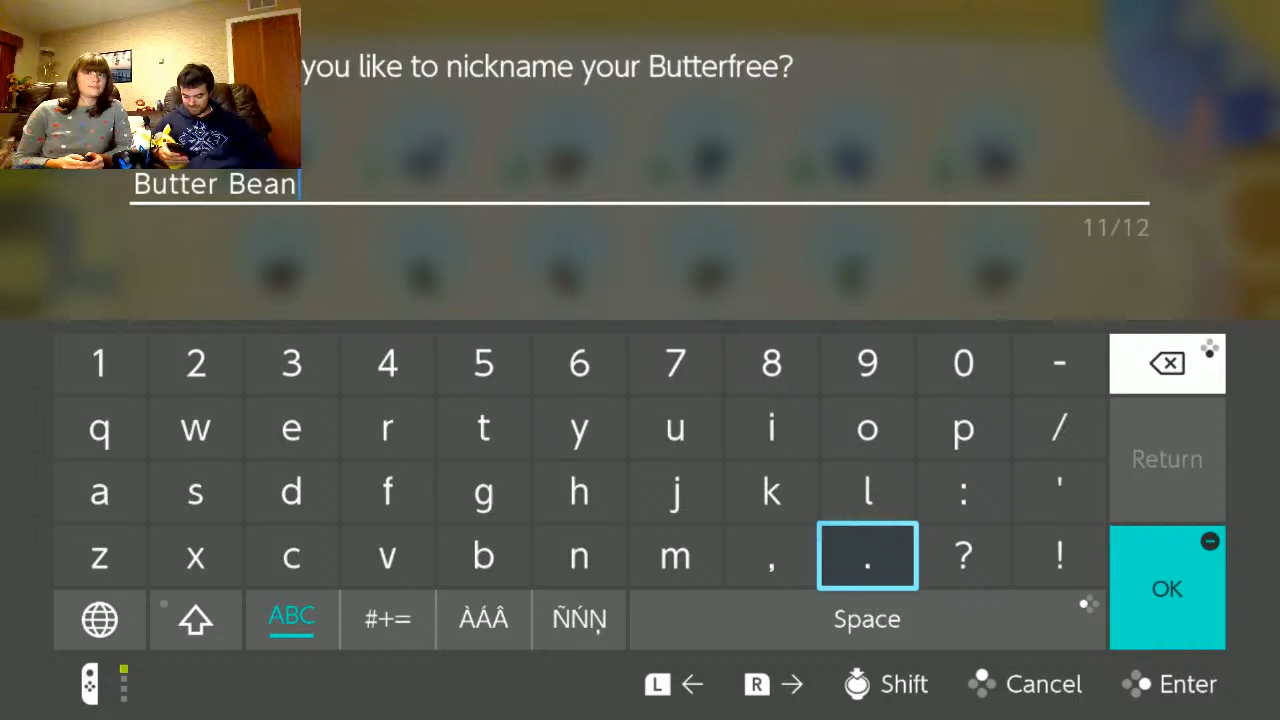 you like to nickname your Butterfree?
Butter Bean
11/12
1 2 3 4 5 6 7 8 9 0 -
q w e r t y u i o p /
Return
a s d f g h j k l : '
z x c v b n m , . ? !
OK
ABC #+= ÀÁÂ ÑŃŅ Space
L ← R → Shift Cancel Enter